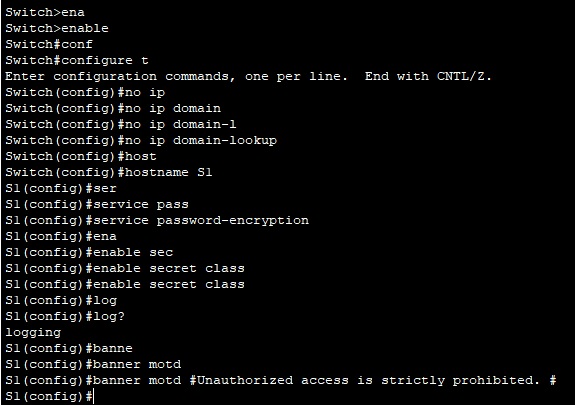 Switch>ena
Switch>enable
Switch#conf
Switch#configure t
Enter configuration commands, one per line.  End with CNTL/Z.
Switch(config)#no ip
Switch(config)#no ip domain
Switch(config)#no ip domain-l
Switch(config)#no ip domain-lookup
Switch(config)#host
Switch(config)#hostname S1
S1(config)#ser
S1(config)#service pass
S1(config)#service password-encryption
S1(config)#ena
S1(config)#enable sec
S1(config)#enable secret class
S1(config)#enable secret class
S1(config)#log
S1(config)#log?
logging
S1(config)#banne
S1(config)#banner motd
S1(config)#banner motd #Unauthorized access is strictly prohibited. #
S1(config)#